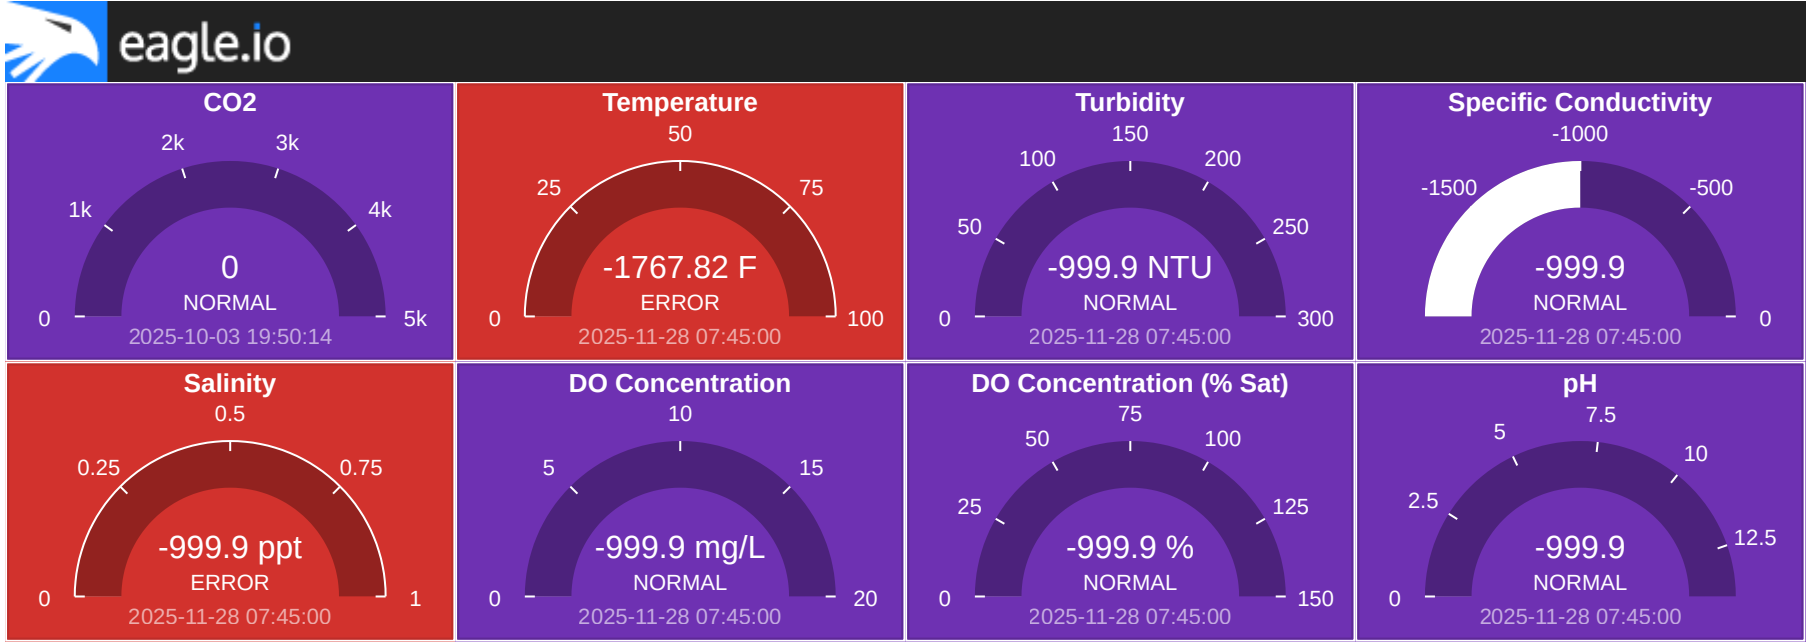 eagle.io
CO2
0
1k
2k
3k
4k
5k
0
NORMAL
2025-10-03 19:50:14
Temperature
0
25
50
75
100
-1767.82 F
ERROR
2025-11-28 07:45:00
Turbidity
0
50
100
150
200
250
300
-999.9 NTU
NORMAL
2025-11-28 07:45:00
Specific Conductivity
-1500
-1000
-500
0
-999.9
NORMAL
2025-11-28 07:45:00
Salinity
0
0.25
0.5
0.75
1
-999.9 ppt
ERROR
2025-11-28 07:45:00
DO Concentration
0
5
10
15
20
-999.9 mg/L
NORMAL
2025-11-28 07:45:00
DO Concentration (% Sat)
0
25
50
75
100
125
150
-999.9 %
NORMAL
2025-11-28 07:45:00
pH
0
2.5
5
7.5
10
12.5
-999.9
NORMAL
2025-11-28 07:45:00